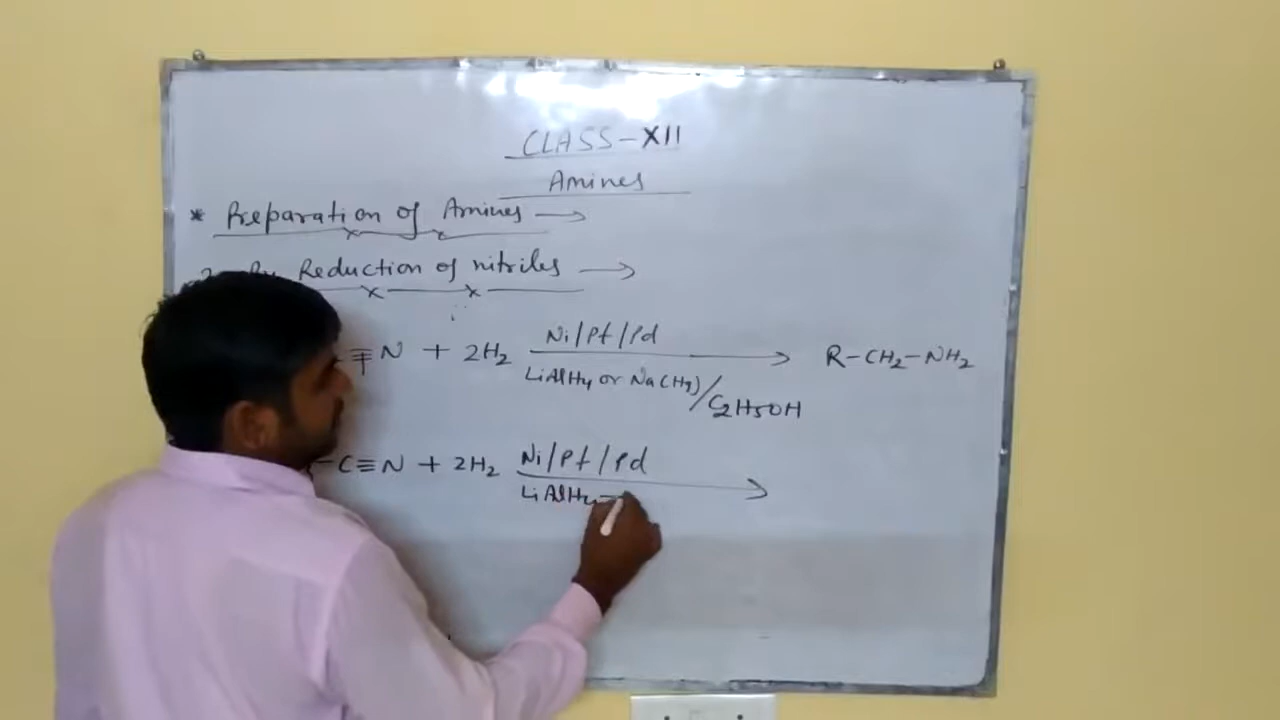 CLASS-XII
Amines
* Preparation of Amines →
Reduction of nitriles →
≡N + 2H2 Ni/Pt/Pd → R-CH2-NH2
LiAlH4 or Na(Hg)/C2H5OH
-C≡N + 2H2 Ni/Pt/Pd →
LiAlH4